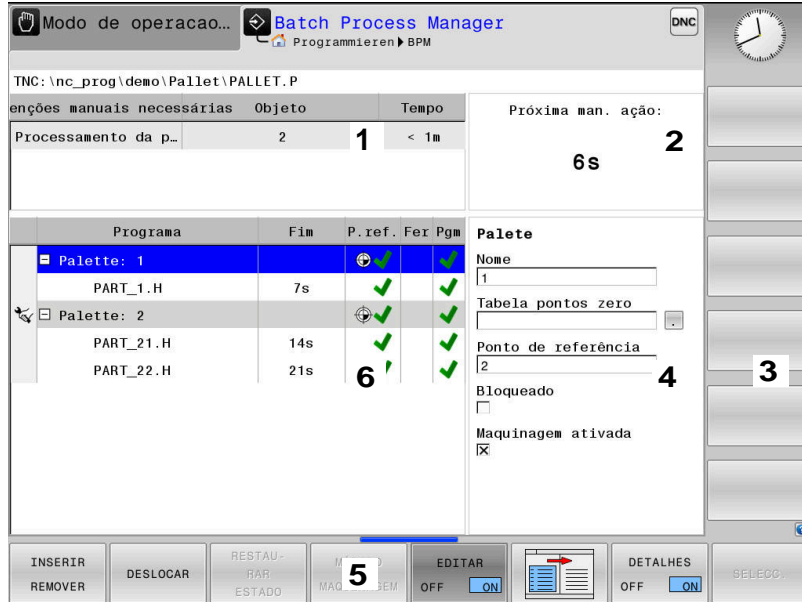 Modo de operacao... Batch Process Manager DNC
Programmieren BPM
TNC:\nc_prog\demo\Pallet\PALLET.P
enções manuais necessárias Objeto Tempo
Processamento da p… 2 1 < 1m
Próxima man. ação:
2
6s
Programa Fim P.ref. Fer Pgm
Palette: 1
PART_1.H 7s
Palette: 2
PART_21.H 14s
PART_22.H 21s
6
Palete
Nome
1
Tabela pontos zero
.
Ponto de referência
2
4
Bloqueado
Maquinagem ativada
3
INSERIR
REMOVER
DESLOCAR
RESTAU-
RAR
ESTADO
5
EDITAR
OFF ON
DETALHES
OFF ON
SELECC.